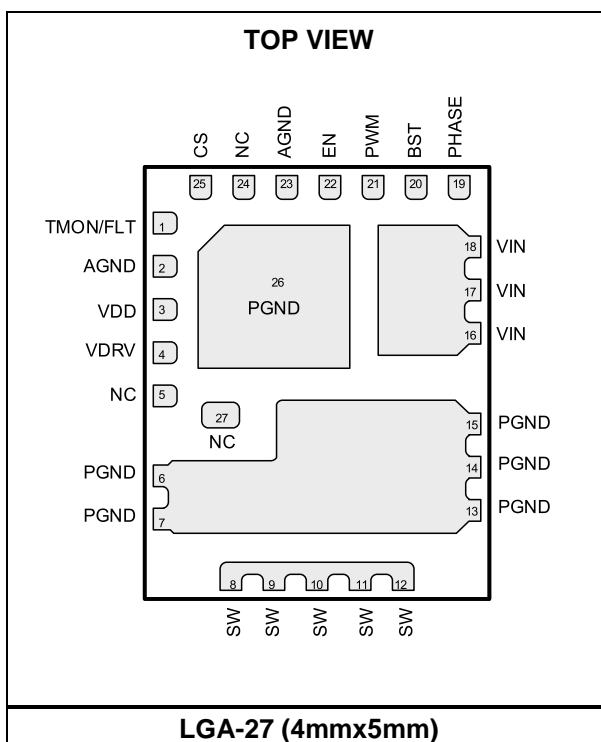 TOP VIEW
CS NC AGND EN PWM BST PHASE
25 24 23 22 21 20 19
TMON/FLT 1
AGND 2
VDD 3
VDRV 4
NC 5
26
PGND
18 VIN
17 VIN
16 VIN
27
NC
15 PGND
14 PGND
13 PGND
PGND 6
PGND 7
8 9 10 11 12
SW SW SW SW SW
LGA-27 (4mmx5mm)